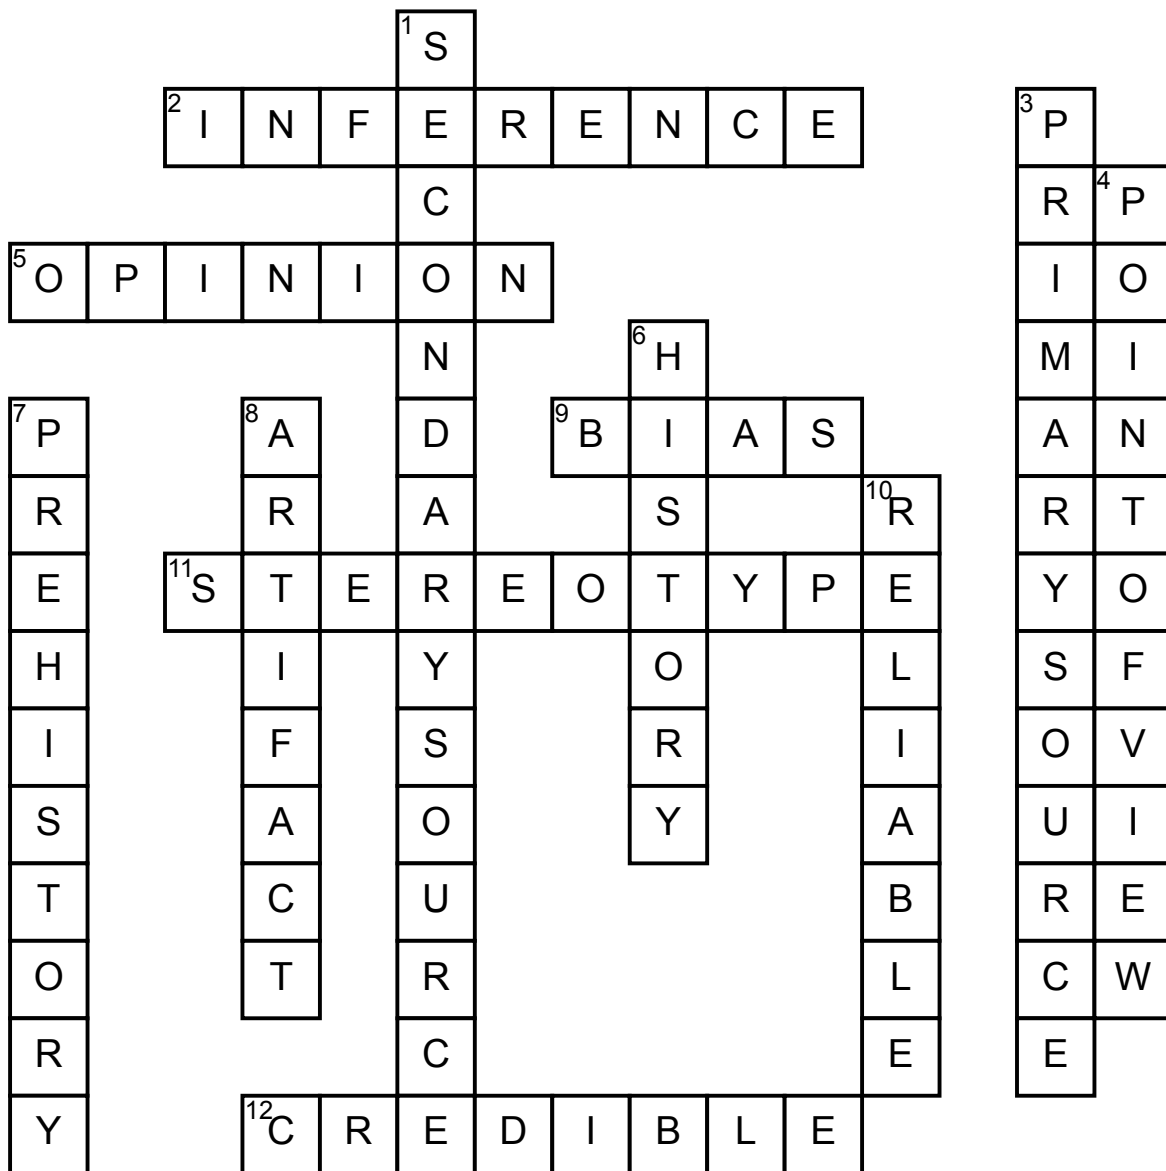 1 S
2 I N F E R E N C E 3 P
C R 4 P
5 O P I N I O N I O
N 6 H M I
7 P 8 A D 9 B I A S A N
R R A S 10 R R T
E 11 S T E R E O T Y P E Y O
H I Y O L S F
I F S R I O V
S A O Y A U I
T C U B R E
O T R L C W
R C E E
Y 12 C R E D I B L E